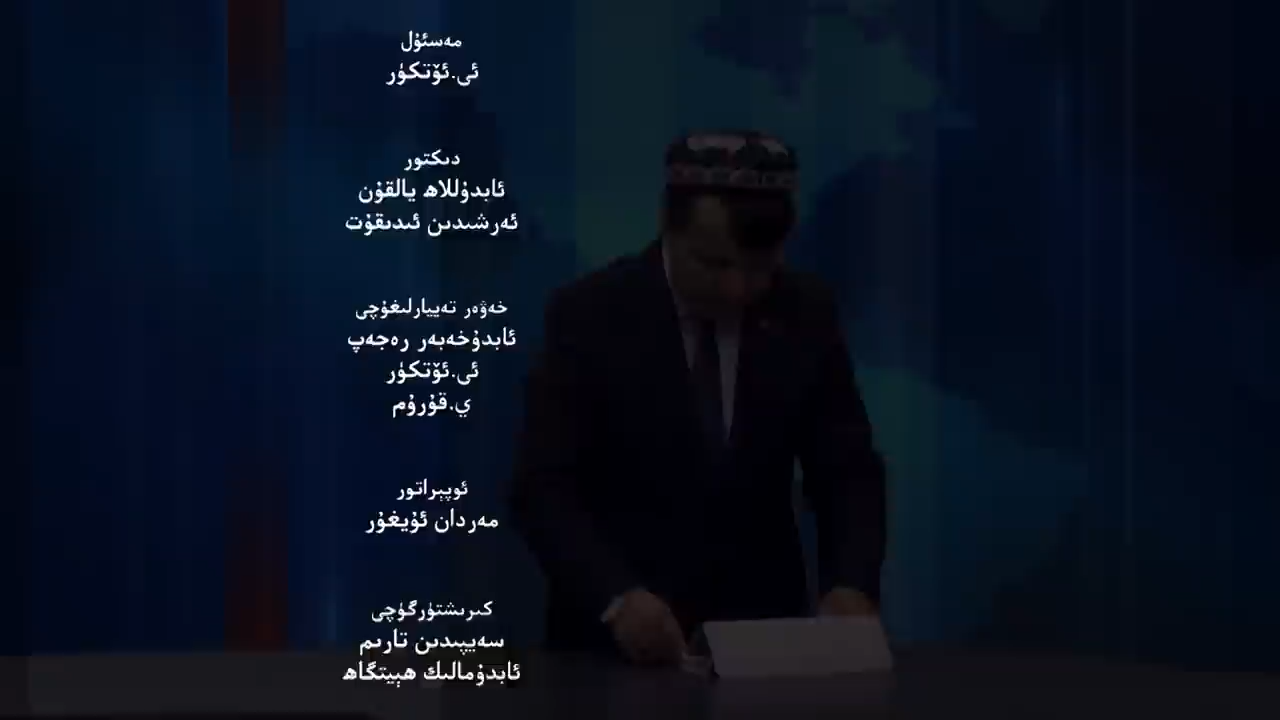 مەسئۇل
ئى.ئۆتكۈر
دىكتور
ئابدۇللاھ يالقۇن
ئەرشىدىن ئىدىقۇت
خەۋەر تەييارلىغۇچى
ئابدۇخەبەر رەجەپ
ئى.ئۆتكۈر
ي.قۇرۇم
ئوپېراتور
مەردان ئۇيغۇر
كىرىشتۈرگۈچى
سەيپىدىن تارىم
ئابدۇمالىك ھېيتگاھ